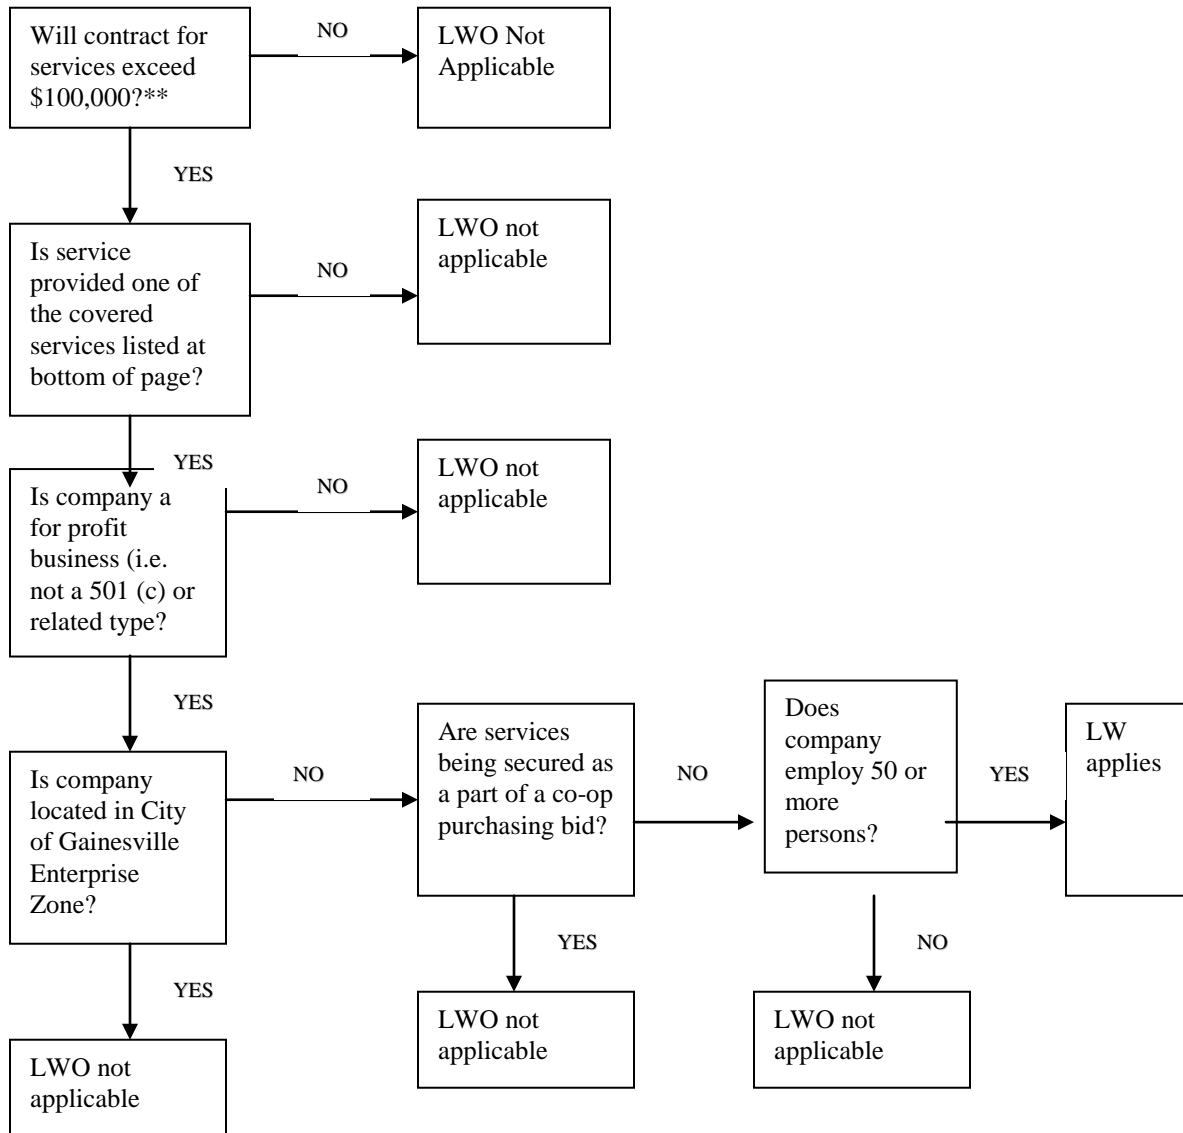 Will contract for
services exceed
$100,000?**
NO
LWO Not
Applicable
YES
Is service
provided one of
the covered
services listed at
bottom of page?
NO
LWO not
applicable
YES
Is company a
for profit
business (i.e.
not a 501 (c) or
related type?
NO
LWO not
applicable
YES
Is company
located in City
of Gainesville
Enterprise
Zone?
NO
Are services
being secured as
a part of a co-op
purchasing bid?
NO
Does
company
employ 50 or
more
persons?
YES
LW
applies
YES
LWO not
applicable
YES
LWO not
applicable
NO
LWO not
applicable